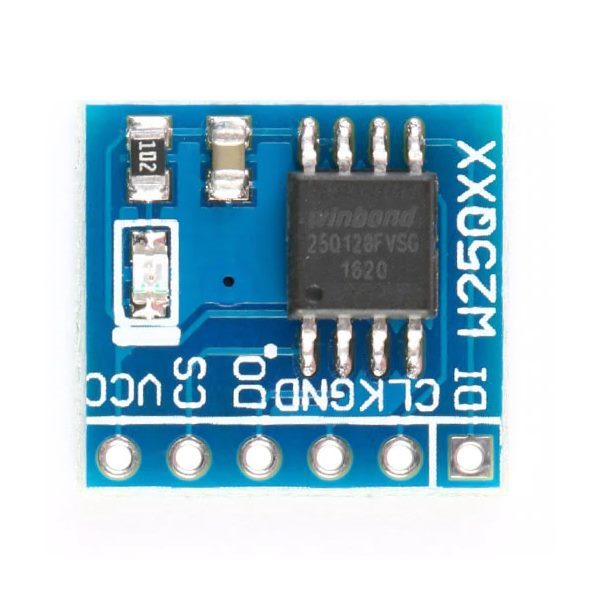 102
winbond
25Q128FVSG
1620
W25QXX
VCC
CS
DO
GND
CLK
DI